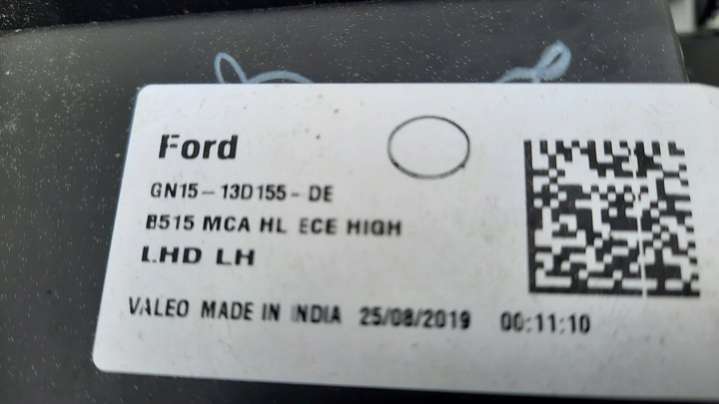 Ford
GN15-13D155-DE
B515 MCA HL ECE HIGH
LHD LH
VALEO MADE IN INDIA 25/08/2019 00:11:10